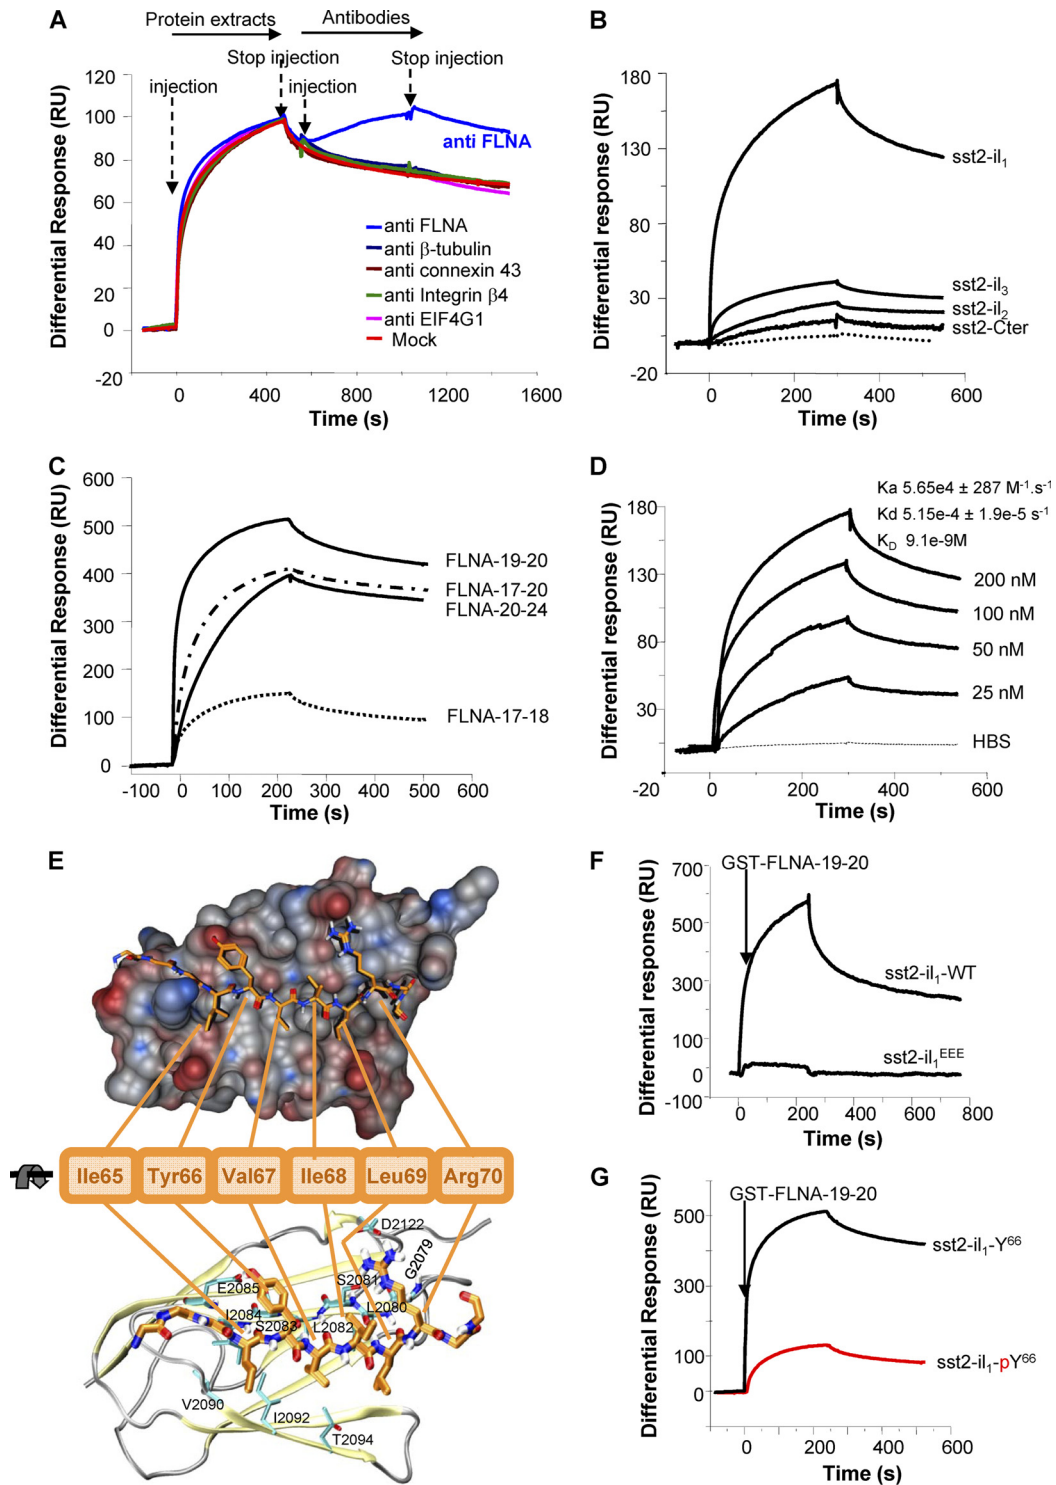 A
Protein extracts
Antibodies
Stop injection
Stop injection
injection
injection
Differential Response (RU)
120
100
80
60
40
20
0
-20
anti FLNA
anti FLNA
anti β-tubulin
anti connexin 43
anti Integrin β4
anti EIF4G1
Mock
0 400 800 1200 1600
Time (s)
B
Differential response (RU)
180
130
80
30
-20
sst2-il1
sst2-il3
sst2-il2
sst2-Cter
0 200 400 600
Time (s)
C
Differential Response (RU)
600
500
400
300
200
100
0
FLNA-19-20
FLNA-17-20
FLNA-20-24
FLNA-17-18
-100 0 100 200 300 400 500 600
Time (s)
D
Differential response (RU)
180
130
80
30
-20
Ka 5.65e4 ± 287 M-1.s-1
Kd 5.15e-4 ± 1.9e-5 s-1
KD 9.1e-9M
200 nM
100 nM
50 nM
25 nM
HBS
0 200 400 600
Time (s)
E
Ile65 Tyr66 Val67 Ile68 Leu69 Arg70
D2122
G2079
S2081
E2085
L2080
I2084
S2083
L2082
V2090
I2092
T2094
F
GST-FLNA-19-20
Differential response (RU)
700
500
300
100
0
-100
sst2-il1-WT
sst2-il1EEE
0 200 400 600 800
Time (s)
G
GST-FLNA-19-20
Differential Response (RU)
500
300
100
0
sst2-il1-Y66
sst2-il1-pY66
0 200 400 600
Time (s)